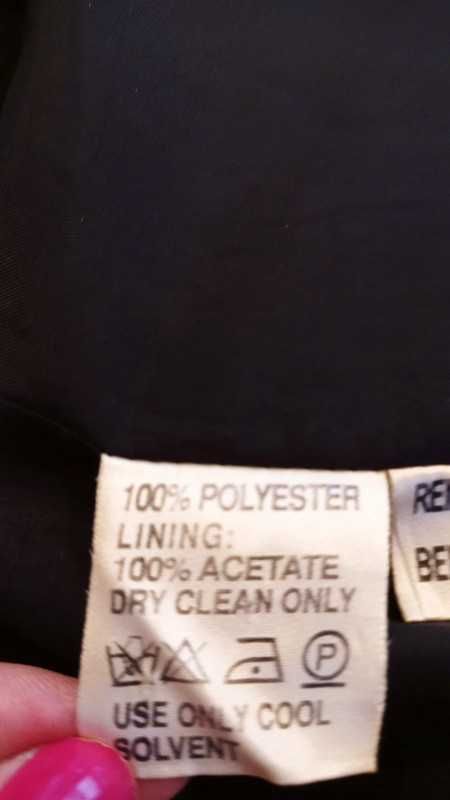 100% POLYESTER
LINING:
100% ACETATE
DRY CLEAN ONLY
P
USE ONLY COOL
SOLVENT